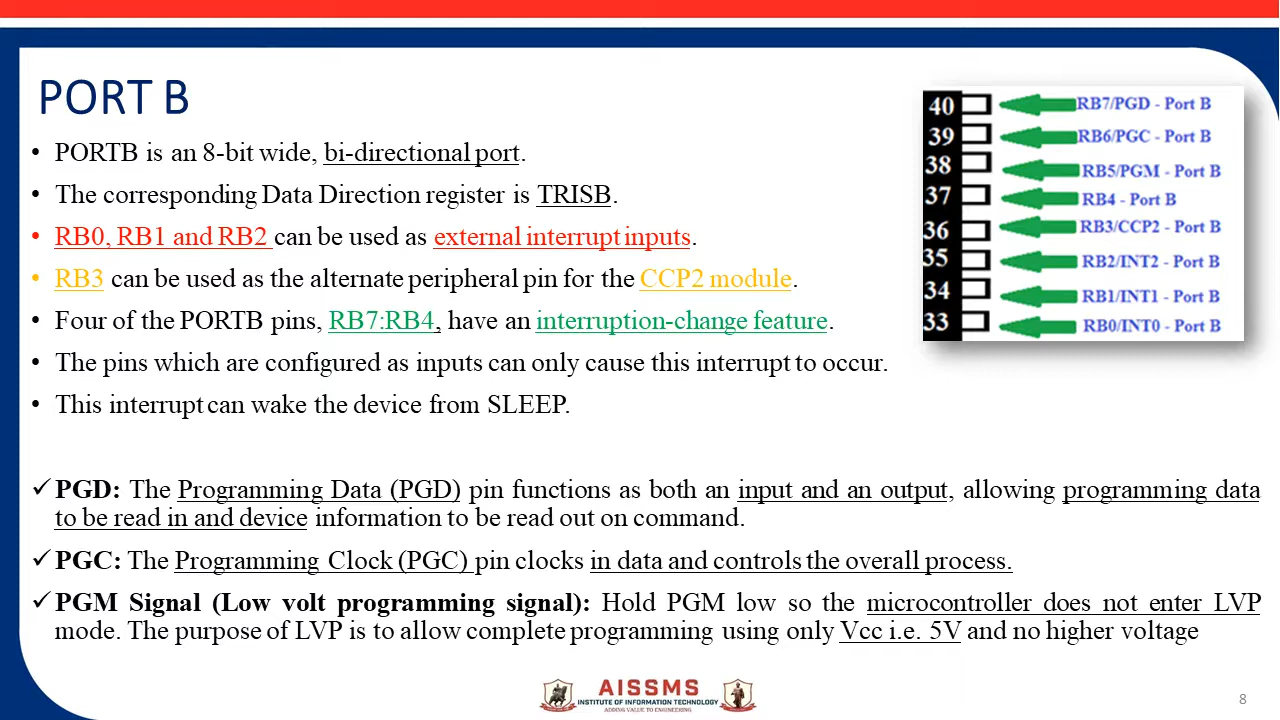 PORT B
• PORTB is an 8-bit wide, bi-directional port.
• The corresponding Data Direction register is TRISB.
• RB0, RB1 and RB2 can be used as external interrupt inputs.
• RB3 can be used as the alternate peripheral pin for the CCP2 module.
• Four of the PORTB pins, RB7:RB4, have an interruption-change feature.
• The pins which are configured as inputs can only cause this interrupt to occur.
• This interrupt can wake the device from SLEEP.
40 RB7/PGD - Port B
39 RB6/PGC - Port B
38 RB5/PGM - Port B
37 RB4 - Port B
36 RB3/CCP2 - Port B
35 RB2/INT2 - Port B
34 RB1/INT1 - Port B
33 RB0/INT0 - Port B
✓ PGD: The Programming Data (PGD) pin functions as both an input and an output, allowing programming data
to be read in and device information to be read out on command.
✓ PGC: The Programming Clock (PGC) pin clocks in data and controls the overall process.
✓ PGM Signal (Low volt programming signal): Hold PGM low so the microcontroller does not enter LVP
mode. The purpose of LVP is to allow complete programming using only Vcc i.e. 5V and no higher voltage
AISSMS
INSTITUTE OF INFORMATION TECHNOLOGY
ADDING VALUE TO ENGINEERING
8